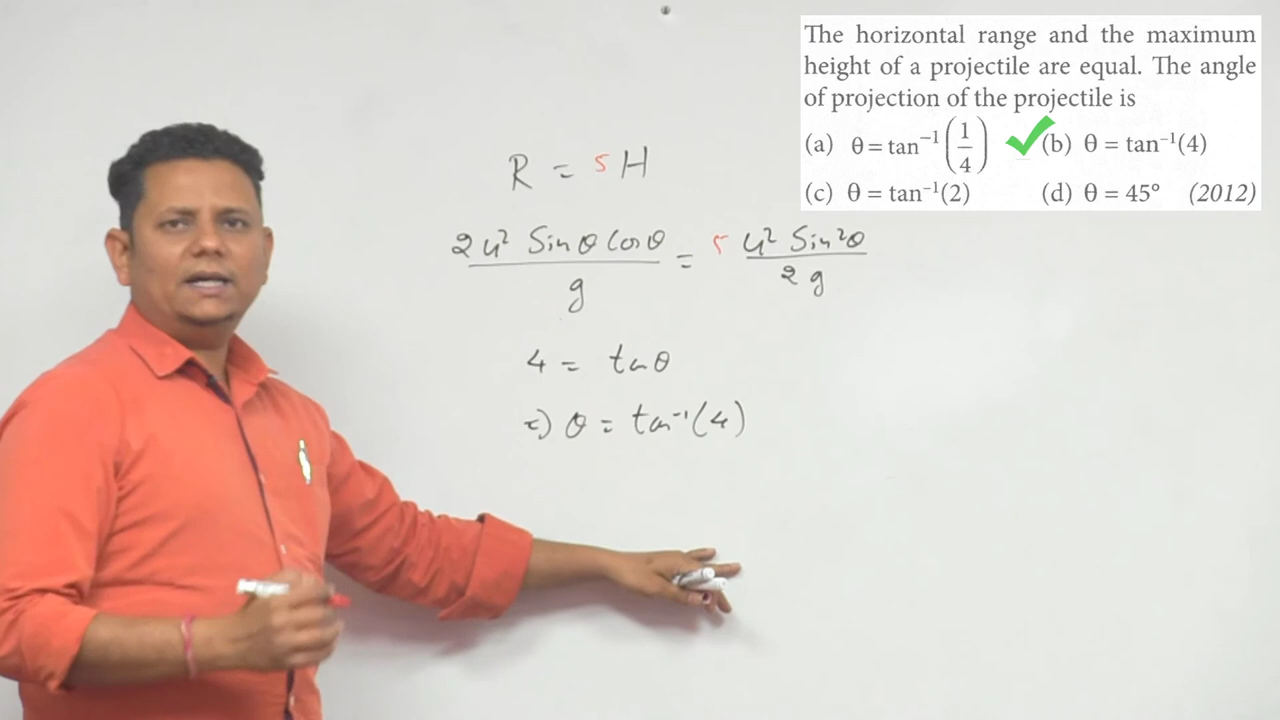 The horizontal range and the maximum
height of a projectile are equal. The angle
of projection of the projectile is
(a) θ = tan⁻¹(1/4) (b) θ = tan⁻¹(4)
(c) θ = tan⁻¹(2) (d) θ = 45° (2012)
R = 5 H
2u² Sinθ Cosθ / g = 5 u² Sin²θ / 2g
4 = tanθ
θ = tan⁻¹(4)